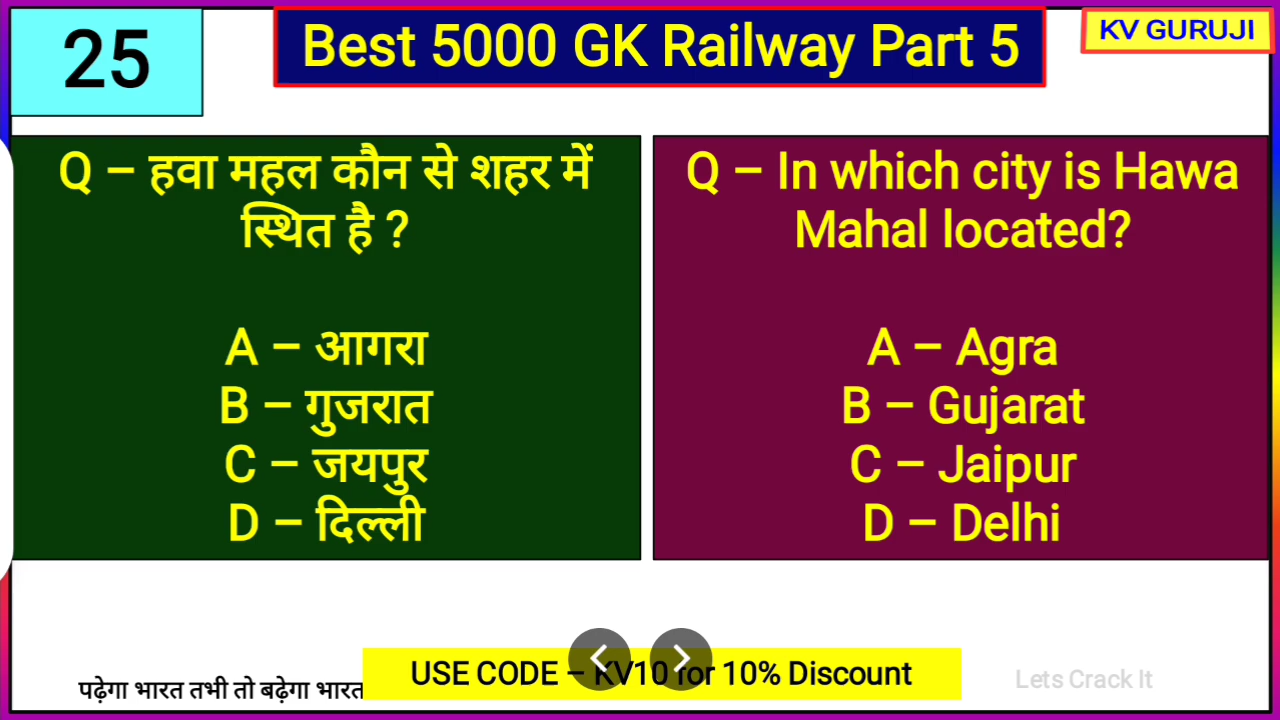 25
Best 5000 GK Railway Part 5
KV GURUJI
Q – हवा महल कौन से शहर में
स्थित है ?
A – आगरा
B – गुजरात
C – जयपुर
D – दिल्ली
Q – In which city is Hawa
Mahal located?
A – Agra
B – Gujarat
C – Jaipur
D – Delhi
पढ़ेगा भारत तभी तो बढ़ेगा भारत
USE CODE – KV10 for 10% Discount
Lets Crack It